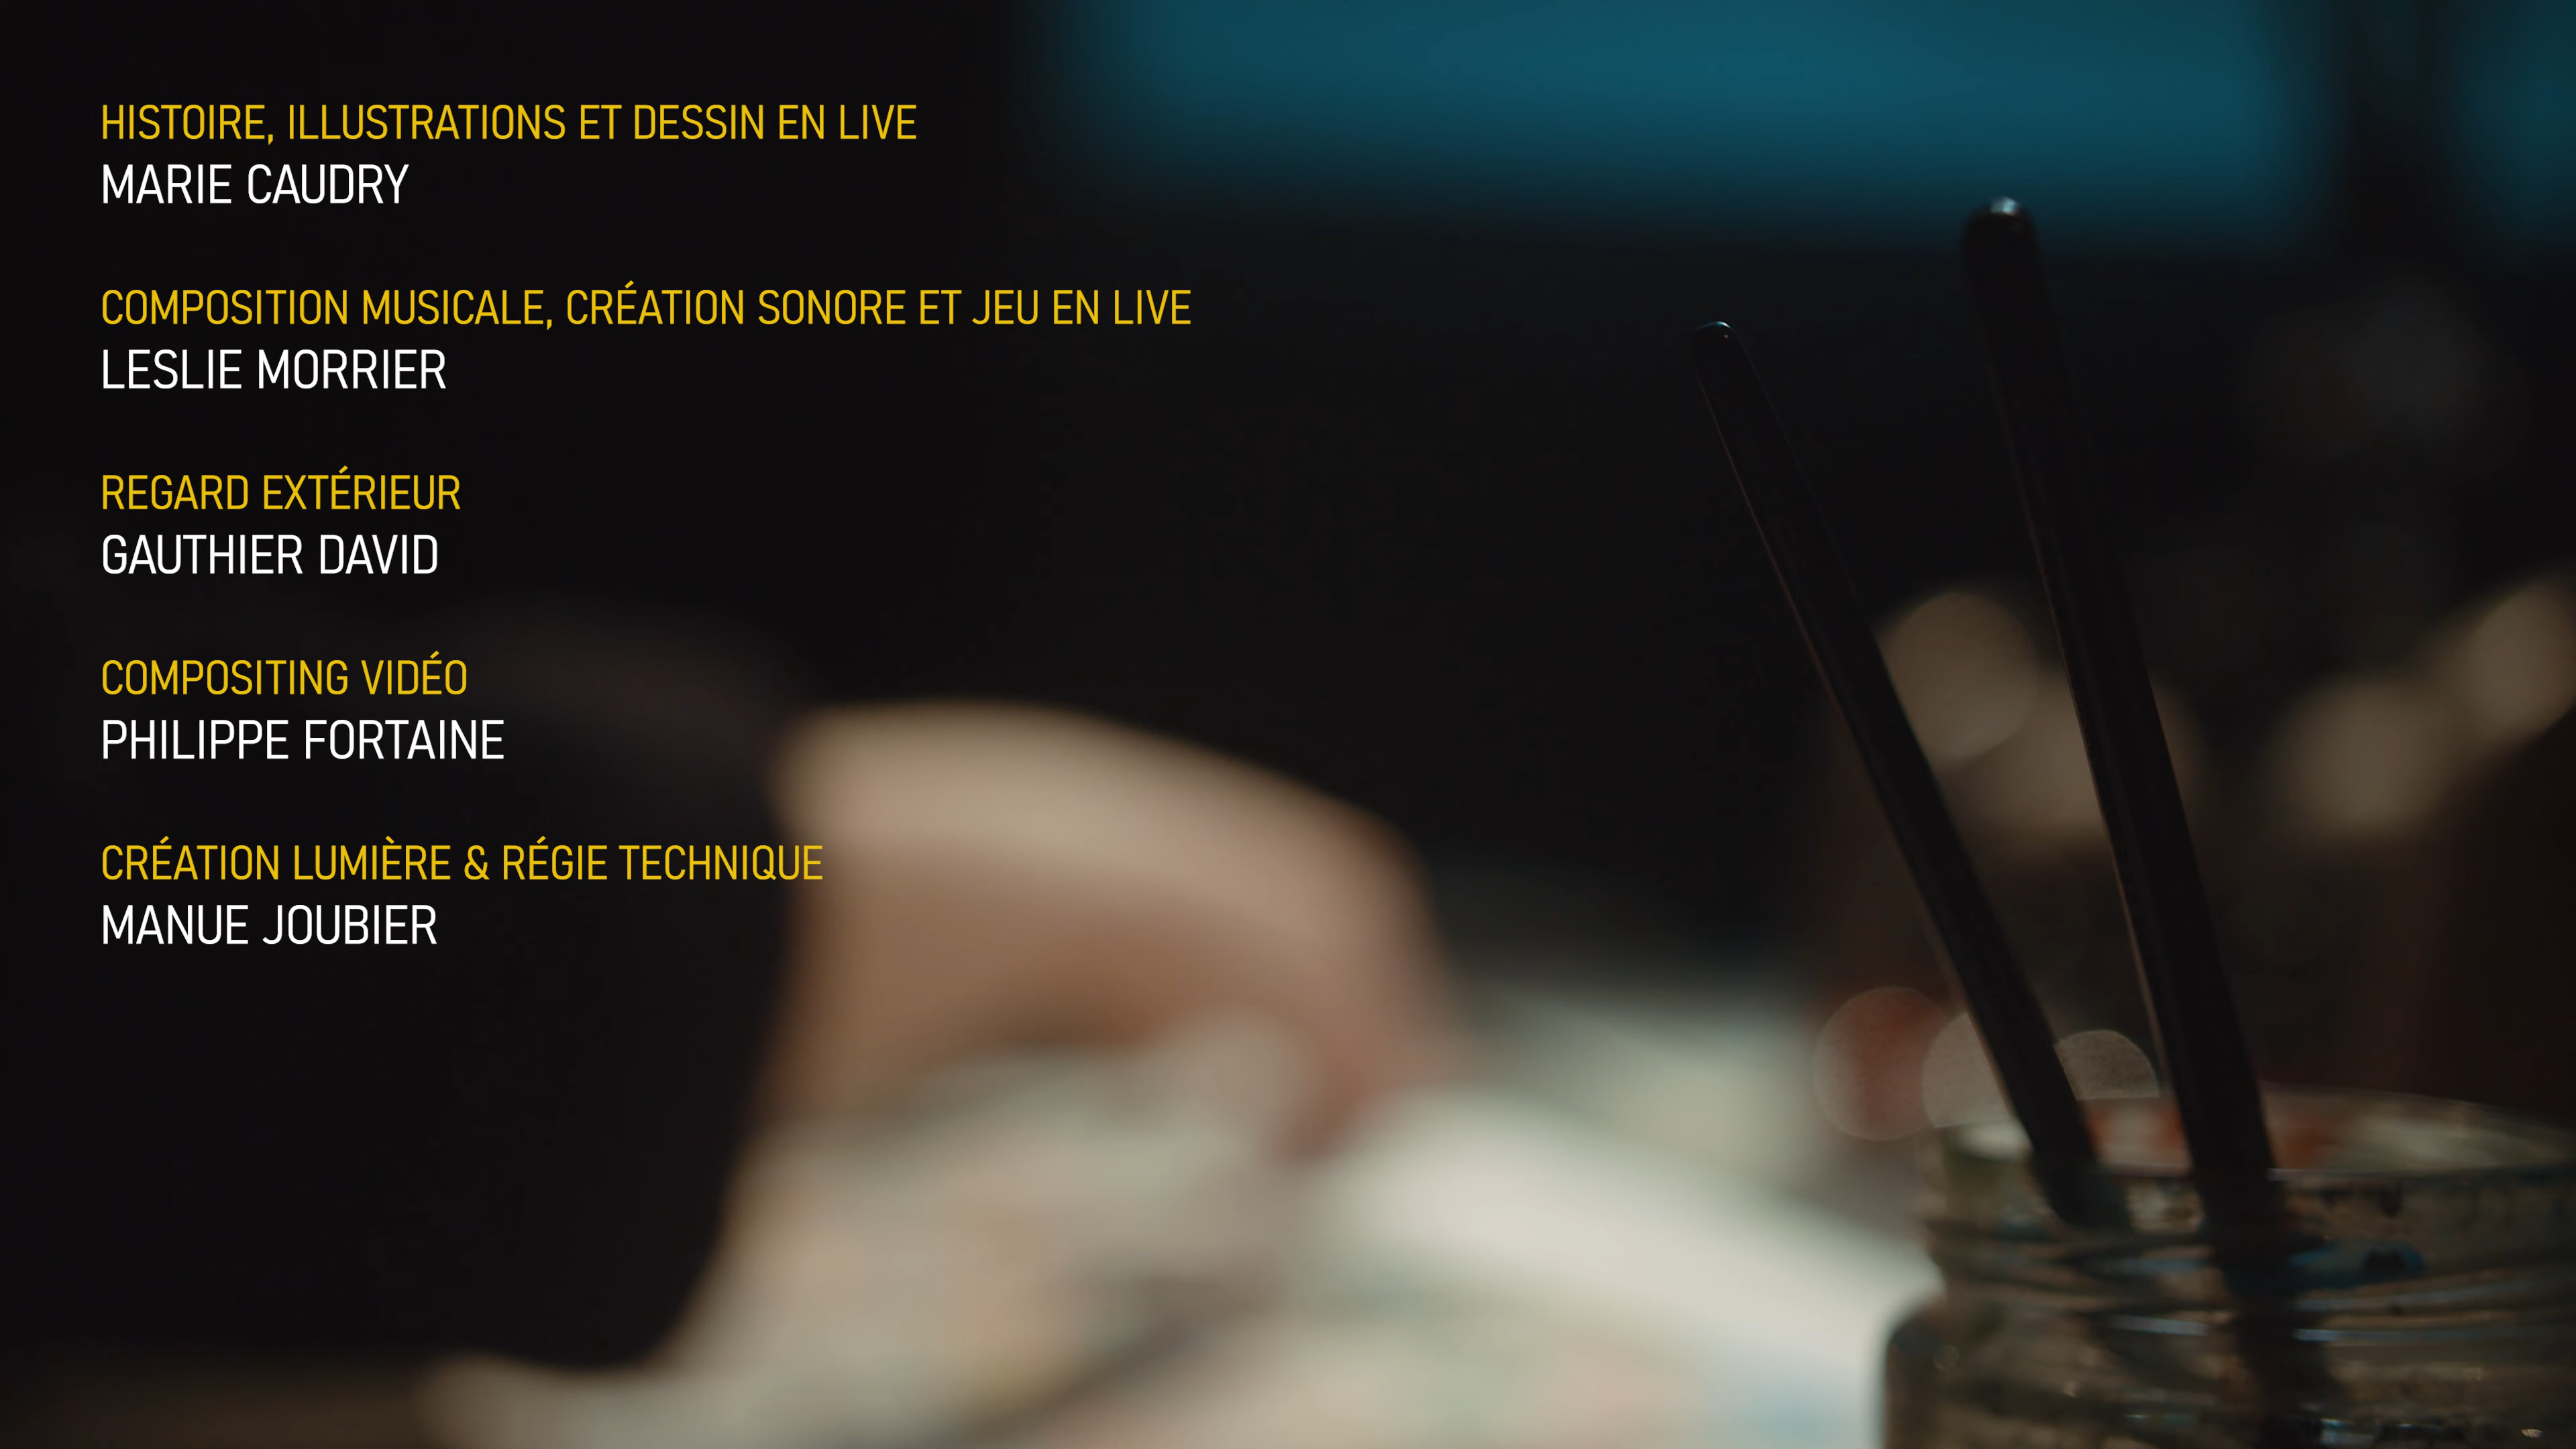 HISTOIRE, ILLUSTRATIONS ET DESSIN EN LIVE
MARIE CAUDRY
COMPOSITION MUSICALE, CRÉATION SONORE ET JEU EN LIVE
LESLIE MORRIER
REGARD EXTÉRIEUR
GAUTHIER DAVID
COMPOSITING VIDÉO
PHILIPPE FORTAINE
CRÉATION LUMIÈRE & RÉGIE TECHNIQUE
MANUE JOUBIER